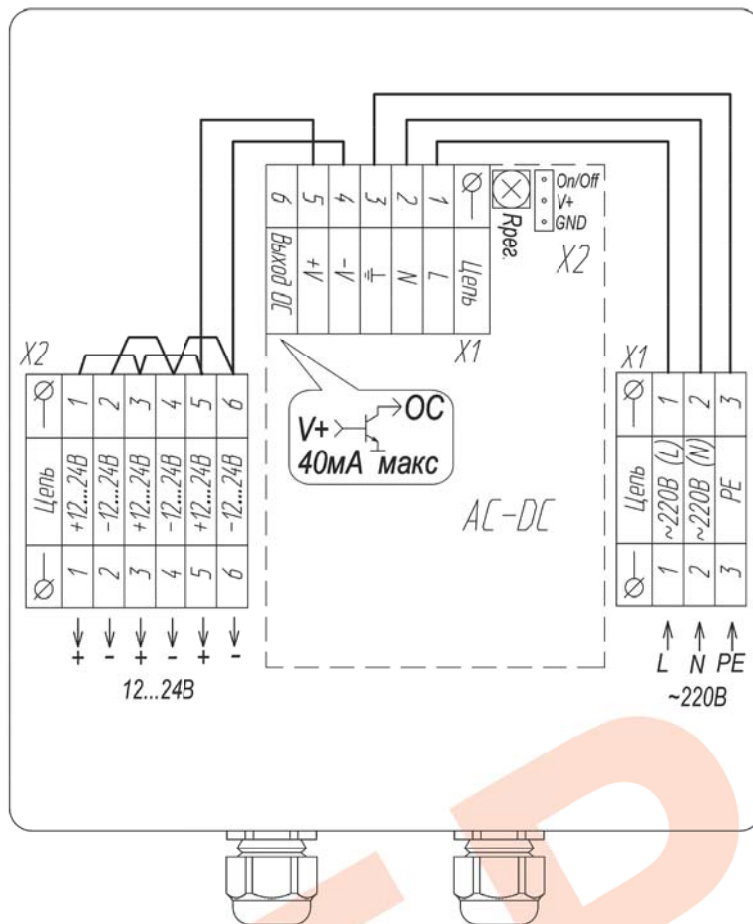 On/Off
V+
GND
X2
Rрег.
6 5 4 3 2 1
Выход ОС +V -V N L Цепь
X1
X2
1 2 3 4 5 6
Цепь +12...24В -12...24В +12...24В -12...24В +12...24В -12...24В
1 2 3 4 5 6
+ - + - + -
12...24В
V+ ОС
40мА макс
AC-DC
X1
1 2 3
Цепь ~220В (L) ~220В (N) PE
1 2 3
L N PE
~220В